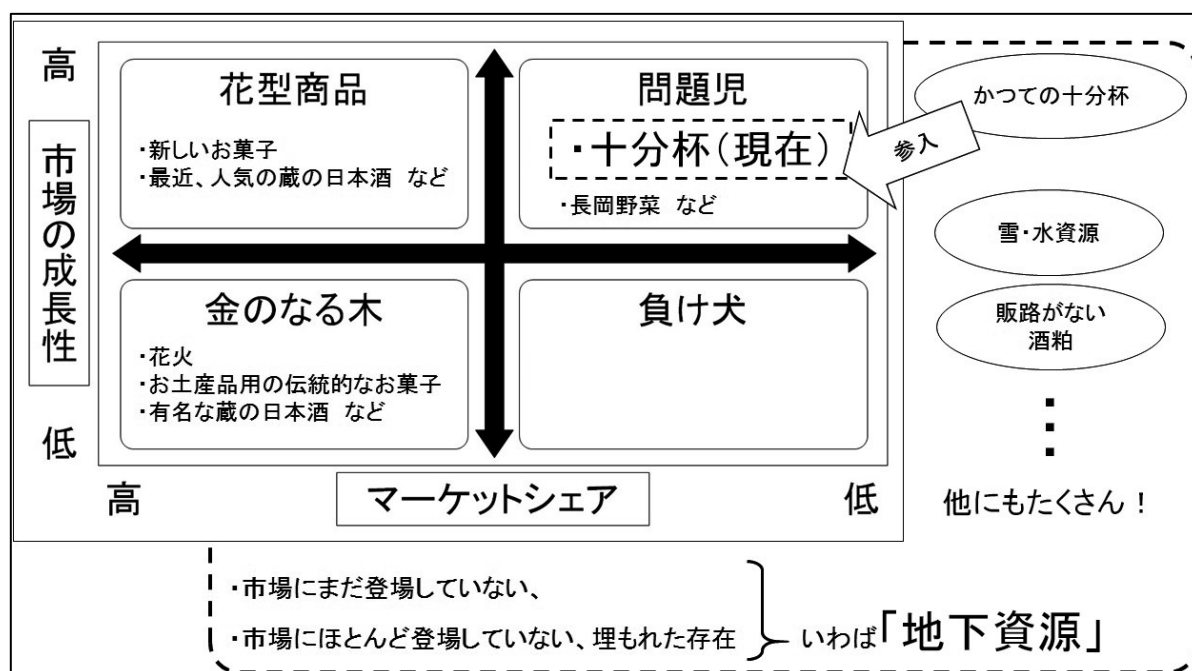 高
市場の成長性
低
花型商品
・新しいお菓子
・最近、人気の蔵の日本酒 など
問題児
・十分杯（現在）
・長岡野菜 など
金のなる木
・花火
・お土産品用の伝統的なお菓子
・有名な蔵の日本酒 など
負け犬
高
マーケットシェア
低
かつての十分杯
参入
雪・水資源
販路がない
酒粕
・
・
・
他にもたくさん！
・市場にまだ登場していない、
・市場にほとんど登場していない、埋もれた存在
いわば「地下資源」